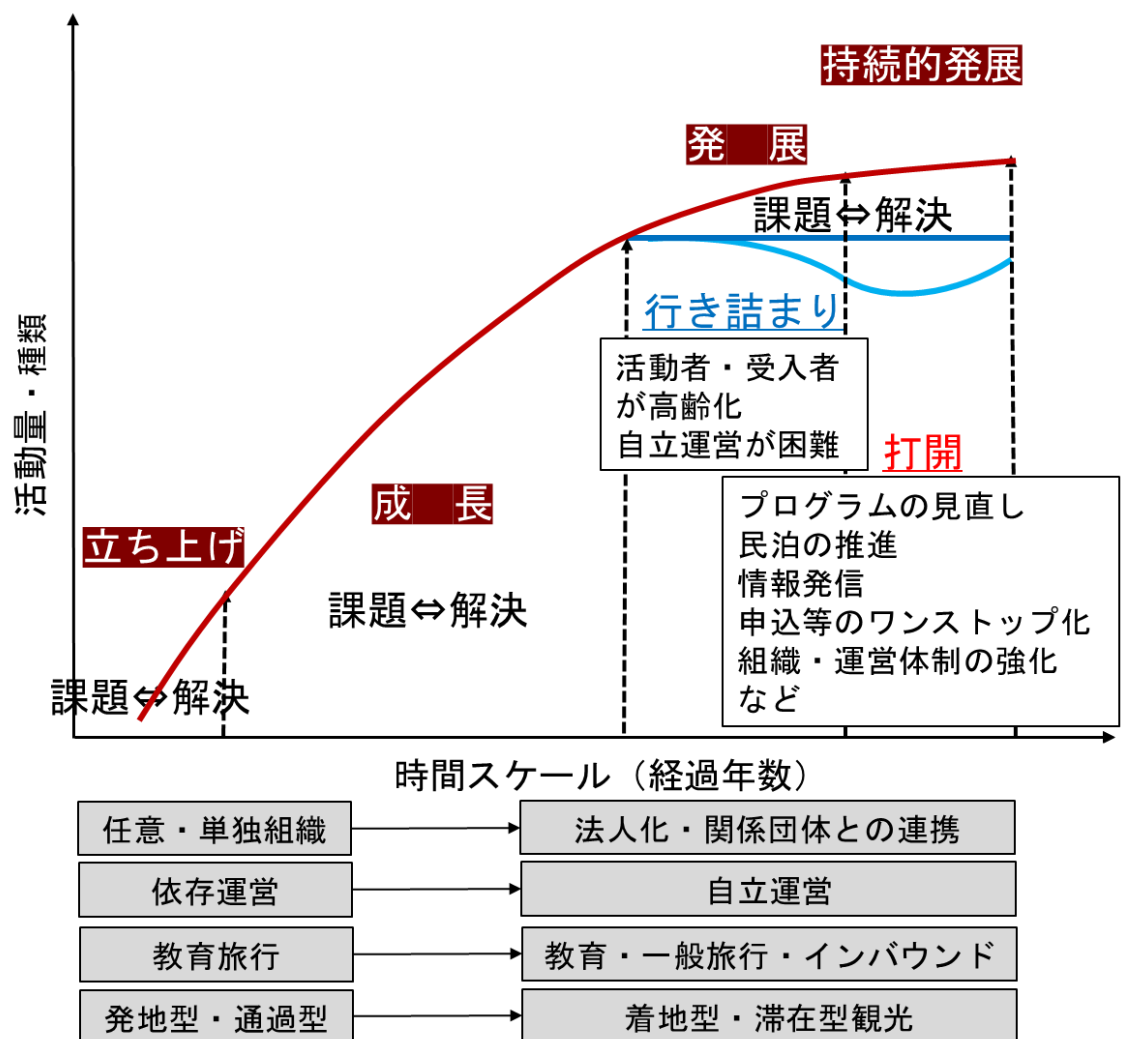 持続的発展
発　展
課題⇔解決
行き詰まり
活動者・受入者
が高齢化
自立運営が困難
打開
プログラムの見直し
民泊の推進
情報発信
申込等のワンストップ化
組織・運営体制の強化
など
成　長
立ち上げ
課題⇔解決
課題⇔解決
活動量・種類
時間スケール（経過年数）
任意・単独組織
法人化・関係団体との連携
依存運営
自立運営
教育旅行
教育・一般旅行・インバウンド
発地型・通過型
着地型・滞在型観光